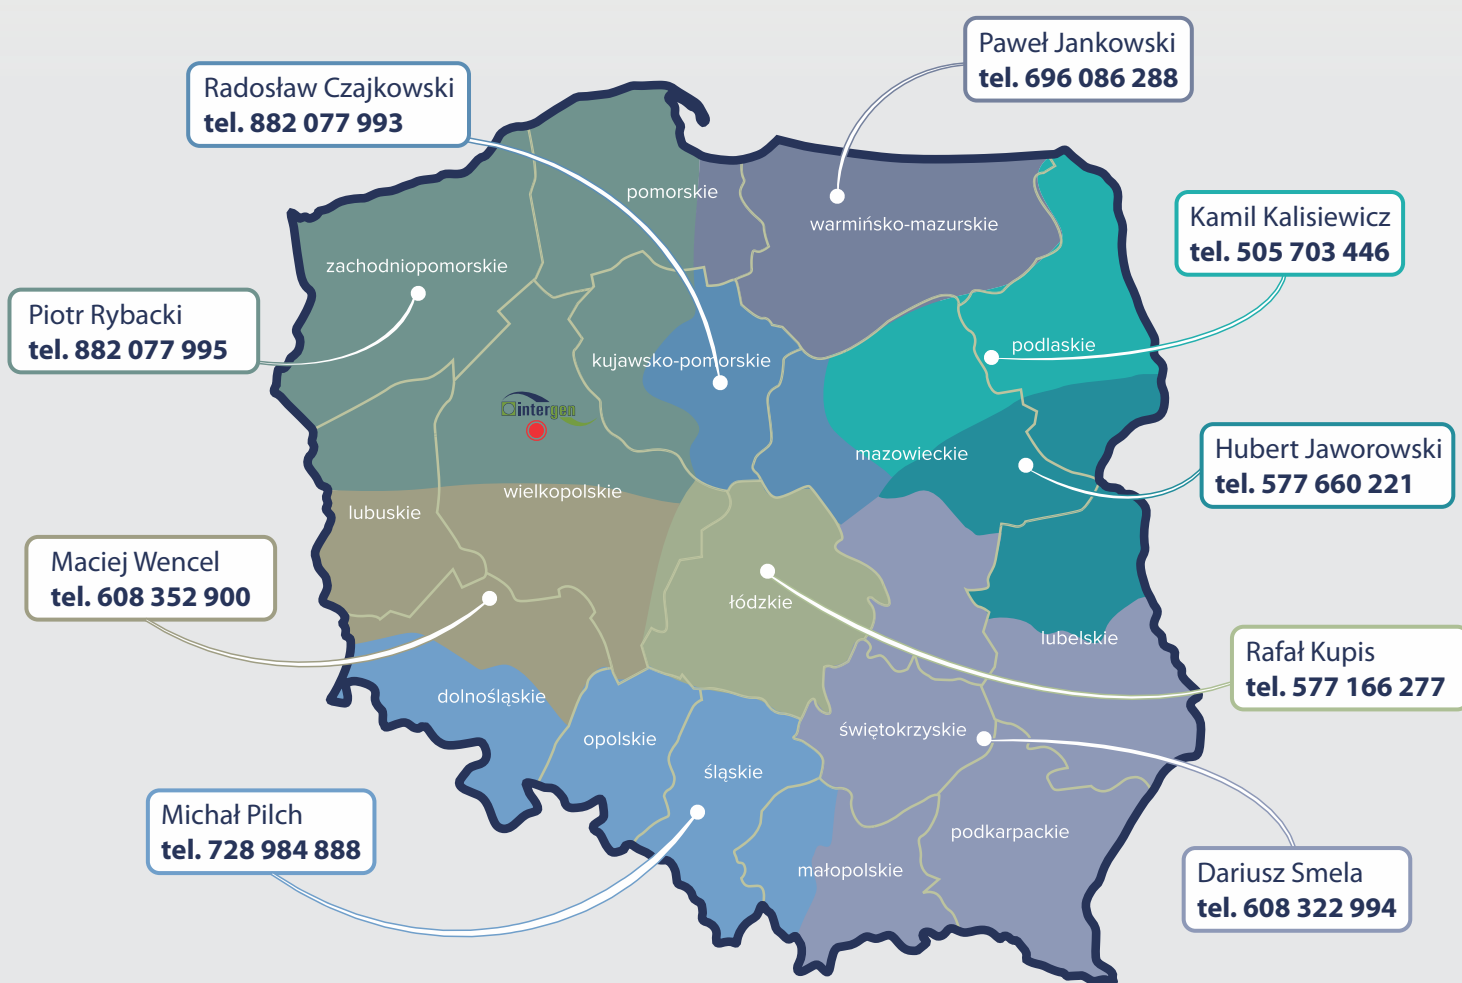 Paweł Jankowski
tel. 696 086 288
Radosław Czajkowski
tel. 882 077 993
pomorskie
warmińsko-mazurskie
Kamil Kalisiewicz
tel. 505 703 446
zachodniopomorskie
Piotr Rybacki
tel. 882 077 995
kujawsko-pomorskie
podlaskie
intergen
mazowieckie
Hubert Jaworowski
tel. 577 660 221
wielkopolskie
lubuskie
Maciej Wencel
tel. 608 352 900
łódzkie
lubelskie
Rafał Kupis
tel. 577 166 277
dolnośląskie
opolskie
świętokrzyskie
śląskie
Michał Pilch
tel. 728 984 888
podkarpackie
małopolskie
Dariusz Smela
tel. 608 322 994